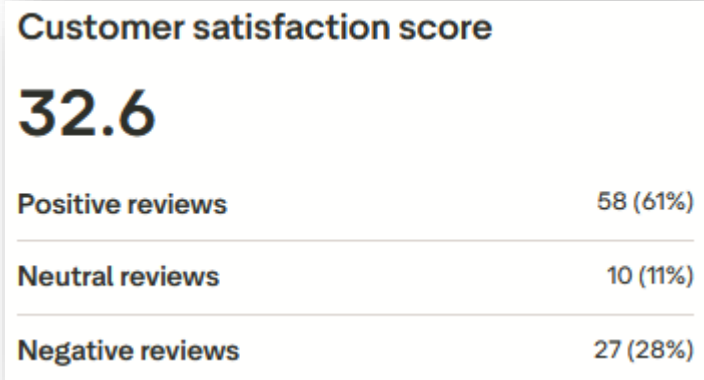 Customer satisfaction score
32.6
Positive reviews 58 (61%)
Neutral reviews 10 (11%)
Negative reviews 27 (28%)